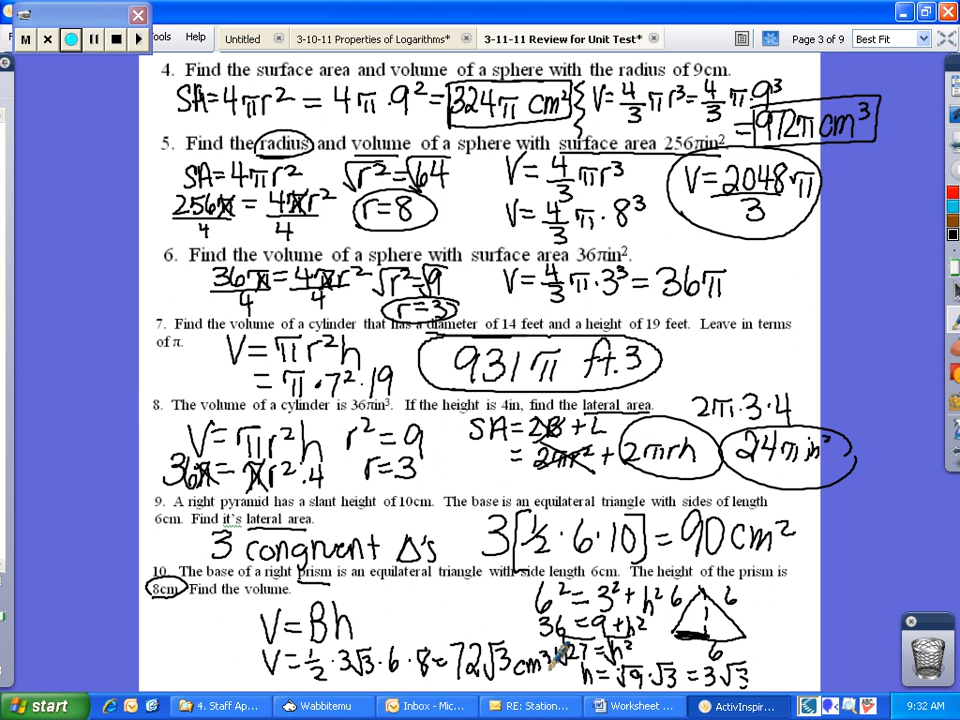 Tools Help Untitled 3-10-11 Properties of Logarithms* 3-11-11 Review for Unit Test* Page 3 of 9 Best Fit
M
4. Find the surface area and volume of a sphere with the radius of 9cm.
SA=4πr² = 4π·9² = 324π cm² V=4/3 πr³ = 4/3 π·9³
= 972π cm³
5. Find the radius and volume of a sphere with surface area 256πin².
SA=4πr² √r²=√64 V=4/3 πr³ V=2048π/3
256π/4 = 4πr²/4 r=8 V=4/3 π·8³
6. Find the volume of a sphere with surface area 36πin².
36π/4 = 4πr²/4 √r²=√9 V=4/3 π·3³ = 36π
r=3
7. Find the volume of a cylinder that has a diameter of 14 feet and a height of 19 feet. Leave in terms
of π.
V = πr²h 931π ft.3
= π·7²·19
8. The volume of a cylinder is 36πin³. If the height is 4in, find the lateral area.
2π·3·4
V=πr²h r²=9 SA=2B+L 24π in²
36π=πr²·4 r=3 = 2πr² + 2πrh
9. A right pyramid has a slant height of 10cm. The base is an equilateral triangle with sides of length
6cm. Find it's lateral area.
3 congruent Δ's 3[1/2·6·10] = 90cm²
10. The base of a right prism is an equilateral triangle with side length 6cm. The height of the prism is
8cm. Find the volume.
6² = 3² + h² 6 6
V = Bh 36 = 9 + h²
V = 1/2·3√3·6·8 = 72√3 cm³ √27 = √h² 6
h = √9·√3 = 3√3
start 4. Staff Ap... Wabbitemu Inbox - Mic... RE: Station... Worksheet ... ActivInspir... 9:32 AM